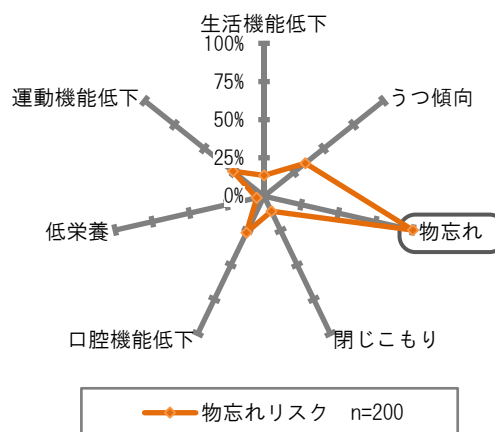 生活機能低下
100%
75%
50%
25%
0%
うつ傾向
物忘れ
閉じこもり
口腔機能低下
低栄養
運動機能低下
物忘れリスク n=200